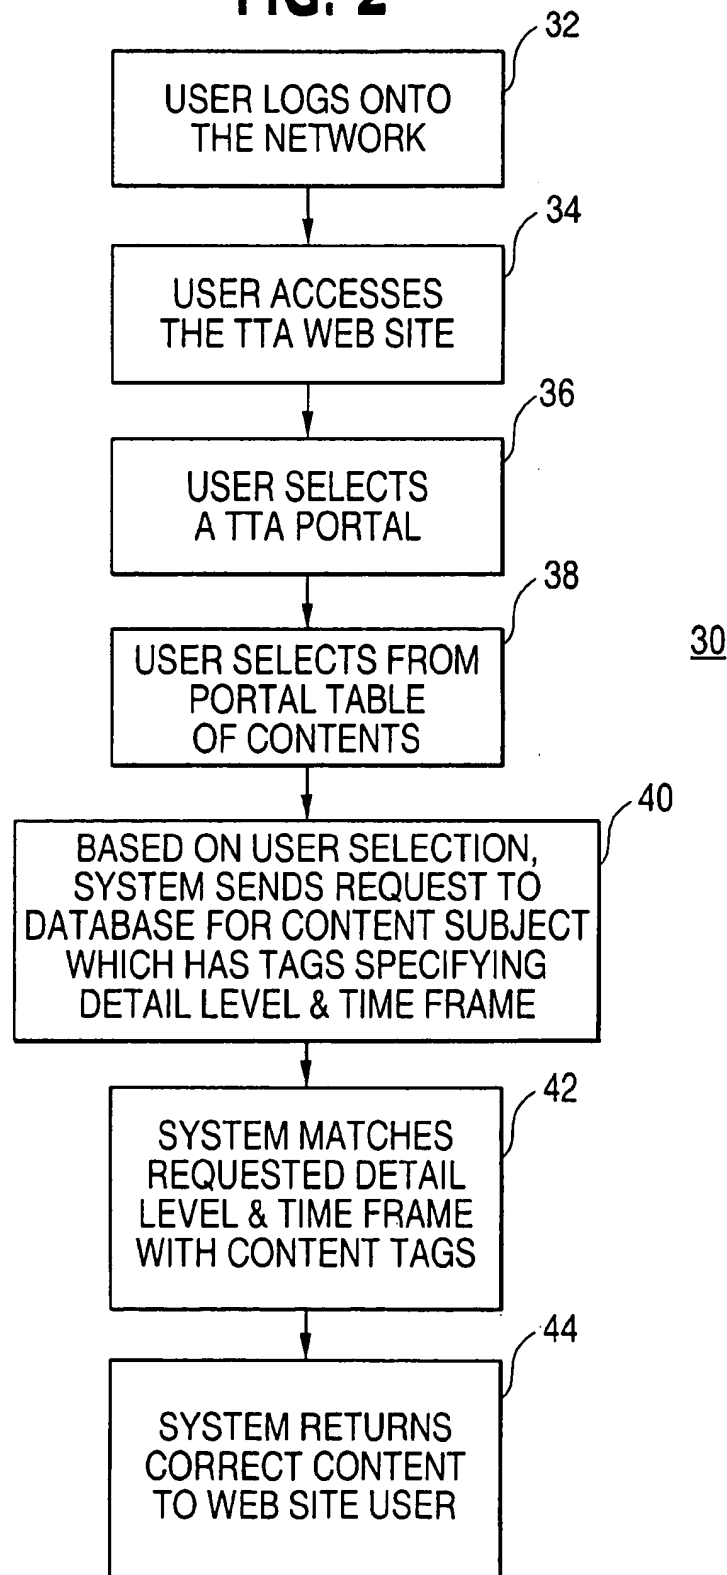 FIG. 2
32
USER LOGS ONTO
THE NETWORK
34
USER ACCESSES
THE TTA WEB SITE
36
USER SELECTS
A TTA PORTAL
38
USER SELECTS FROM
PORTAL TABLE
OF CONTENTS
30
40
BASED ON USER SELECTION,
SYSTEM SENDS REQUEST TO
DATABASE FOR CONTENT SUBJECT
WHICH HAS TAGS SPECIFYING
DETAIL LEVEL & TIME FRAME
42
SYSTEM MATCHES
REQUESTED DETAIL
LEVEL & TIME FRAME
WITH CONTENT TAGS
44
SYSTEM RETURNS
CORRECT CONTENT
TO WEB SITE USER